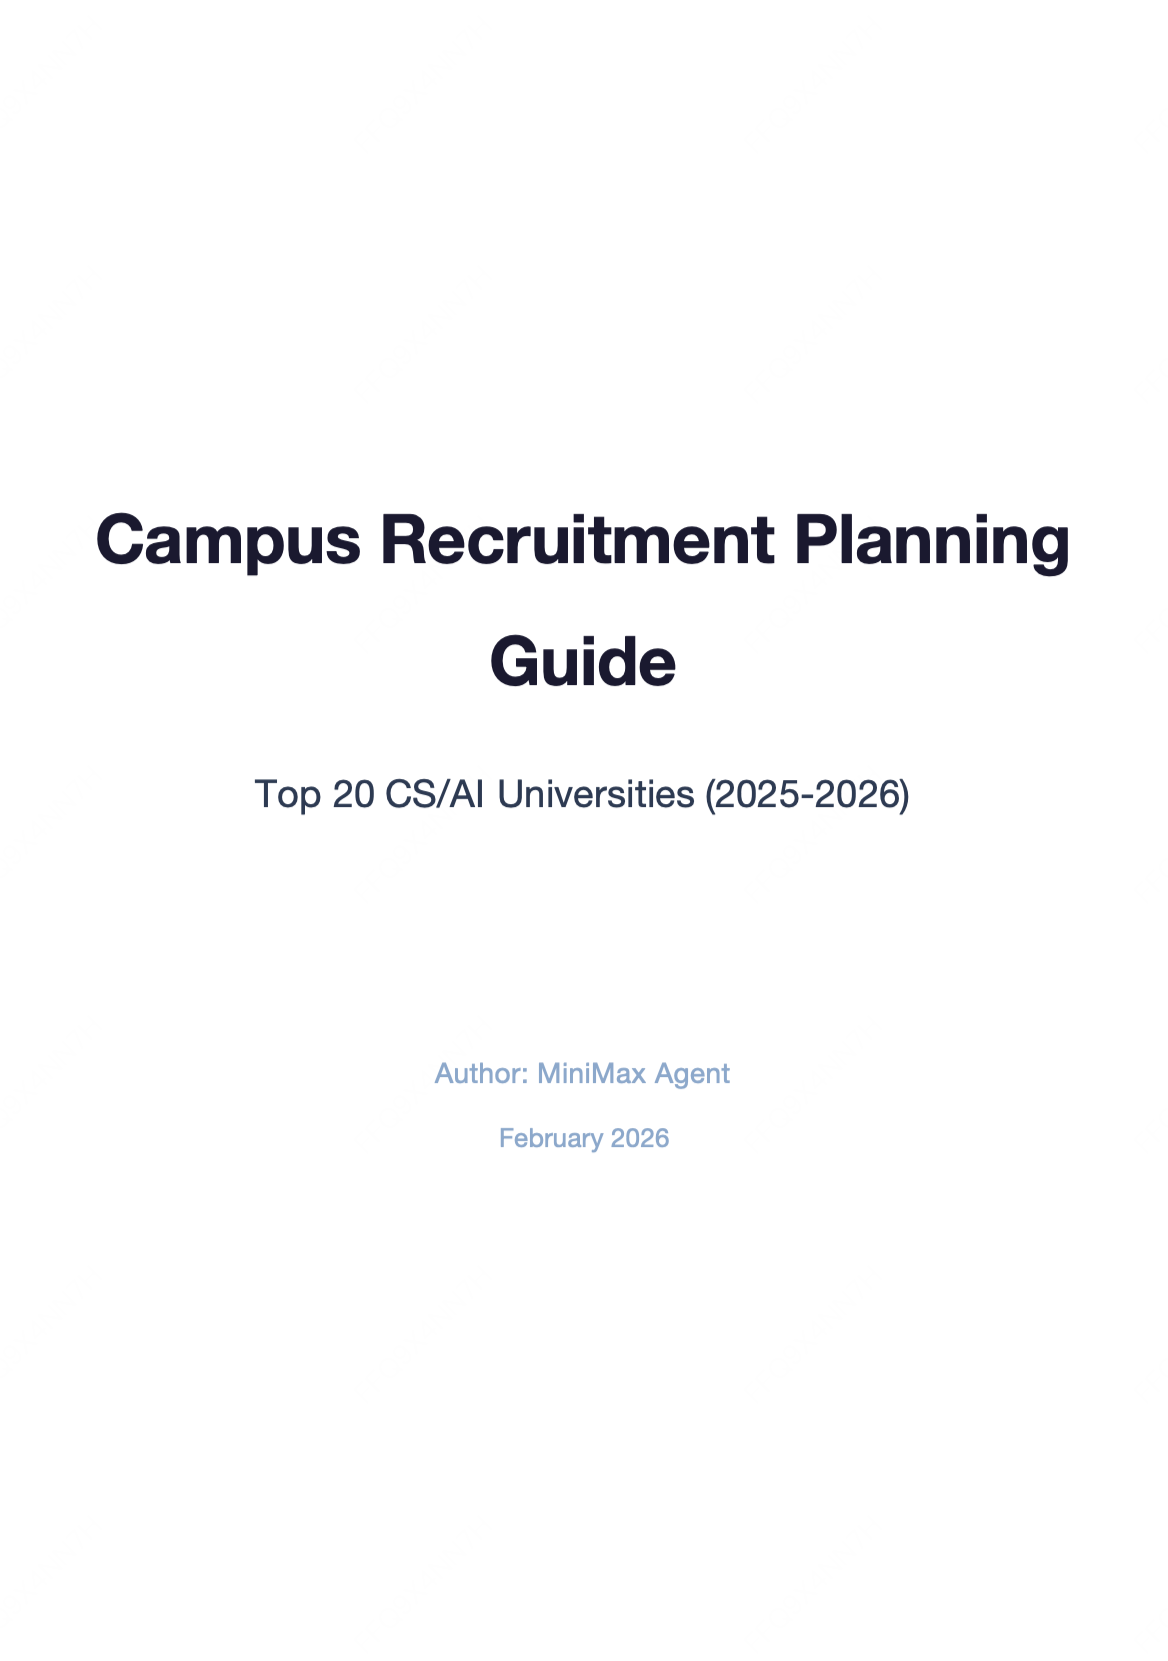 Campus Recruitment Planning
Guide
Top 20 CS/AI Universities (2025-2026)
Author: MiniMax Agent
February 2026